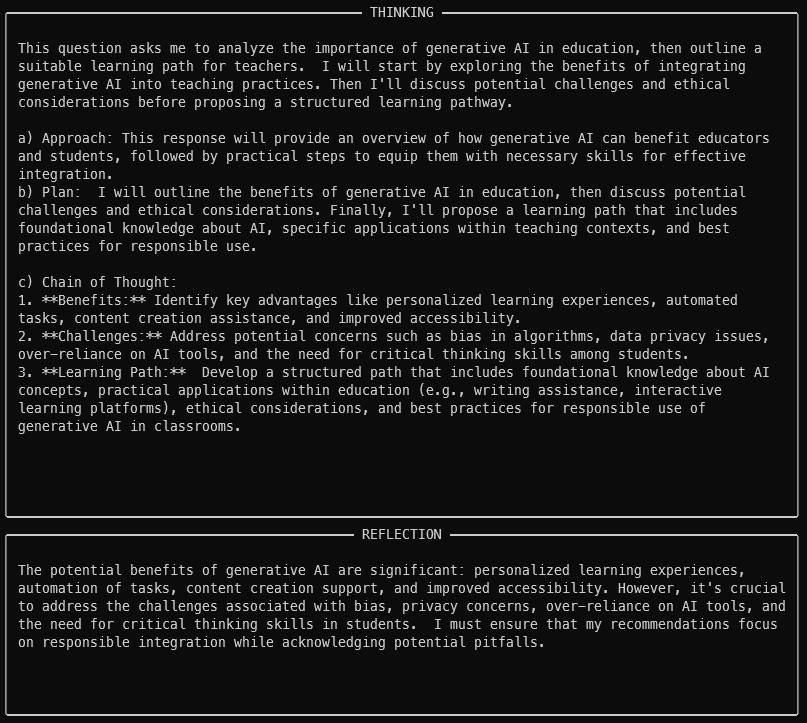 THINKING
This question asks me to analyze the importance of generative AI in education, then outline a
suitable learning path for teachers.  I will start by exploring the benefits of integrating
generative AI into teaching practices. Then I'll discuss potential challenges and ethical
considerations before proposing a structured learning pathway.
a) Approach: This response will provide an overview of how generative AI can benefit educators
and students, followed by practical steps to equip them with necessary skills for effective
integration.
b) Plan:  I will outline the benefits of generative AI in education, then discuss potential
challenges and ethical considerations. Finally, I'll propose a learning path that includes
foundational knowledge about AI, specific applications within teaching contexts, and best
practices for responsible use.
c) Chain of Thought:
1. **Benefits:** Identify key advantages like personalized learning experiences, automated
tasks, content creation assistance, and improved accessibility.
2. **Challenges:** Address potential concerns such as bias in algorithms, data privacy issues,
over-reliance on AI tools, and the need for critical thinking skills among students.
3. **Learning Path:**  Develop a structured path that includes foundational knowledge about AI
concepts, practical applications within education (e.g., writing assistance, interactive
learning platforms), ethical considerations, and best practices for responsible use of
generative AI in classrooms.
REFLECTION
The potential benefits of generative AI are significant: personalized learning experiences,
automation of tasks, content creation support, and improved accessibility. However, it's crucial
to address the challenges associated with bias, privacy concerns, over-reliance on AI tools, and
the need for critical thinking skills in students.  I must ensure that my recommendations focus
on responsible integration while acknowledging potential pitfalls.